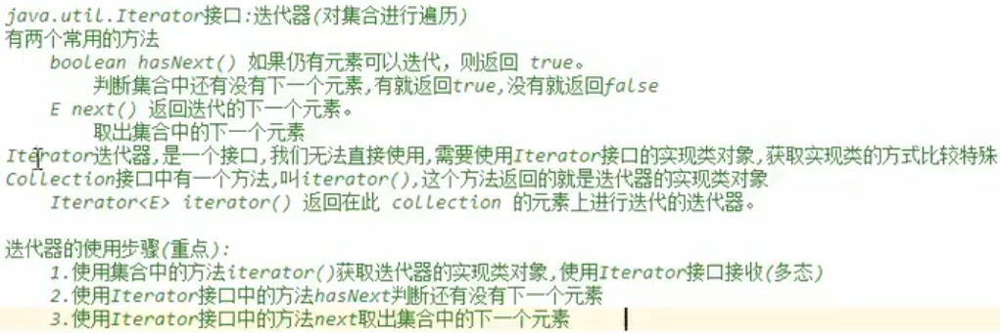 java.util.Iterator接口:迭代器(对集合进行遍历)
有两个常用的方法
boolean hasNext() 如果仍有元素可以迭代，则返回 true。
判断集合中还有没有下一个元素,有就返回true,没有就返回false
E next() 返回迭代的下一个元素。
取出集合中的下一个元素
Iterator迭代器,是一个接口,我们无法直接使用,需要使用Iterator接口的实现类对象,获取实现类的方式比较特殊
Collection接口中有一个方法,叫iterator(),这个方法返回的就是迭代器的实现类对象
Iterator<E> iterator() 返回在此 collection 的元素上进行迭代的迭代器。
迭代器的使用步骤(重点):
1.使用集合中的方法iterator()获取迭代器的实现类对象,使用Iterator接口接收(多态)
2.使用Iterator接口中的方法hasNext判断还有没有下一个元素
3.使用Iterator接口中的方法next取出集合中的下一个元素